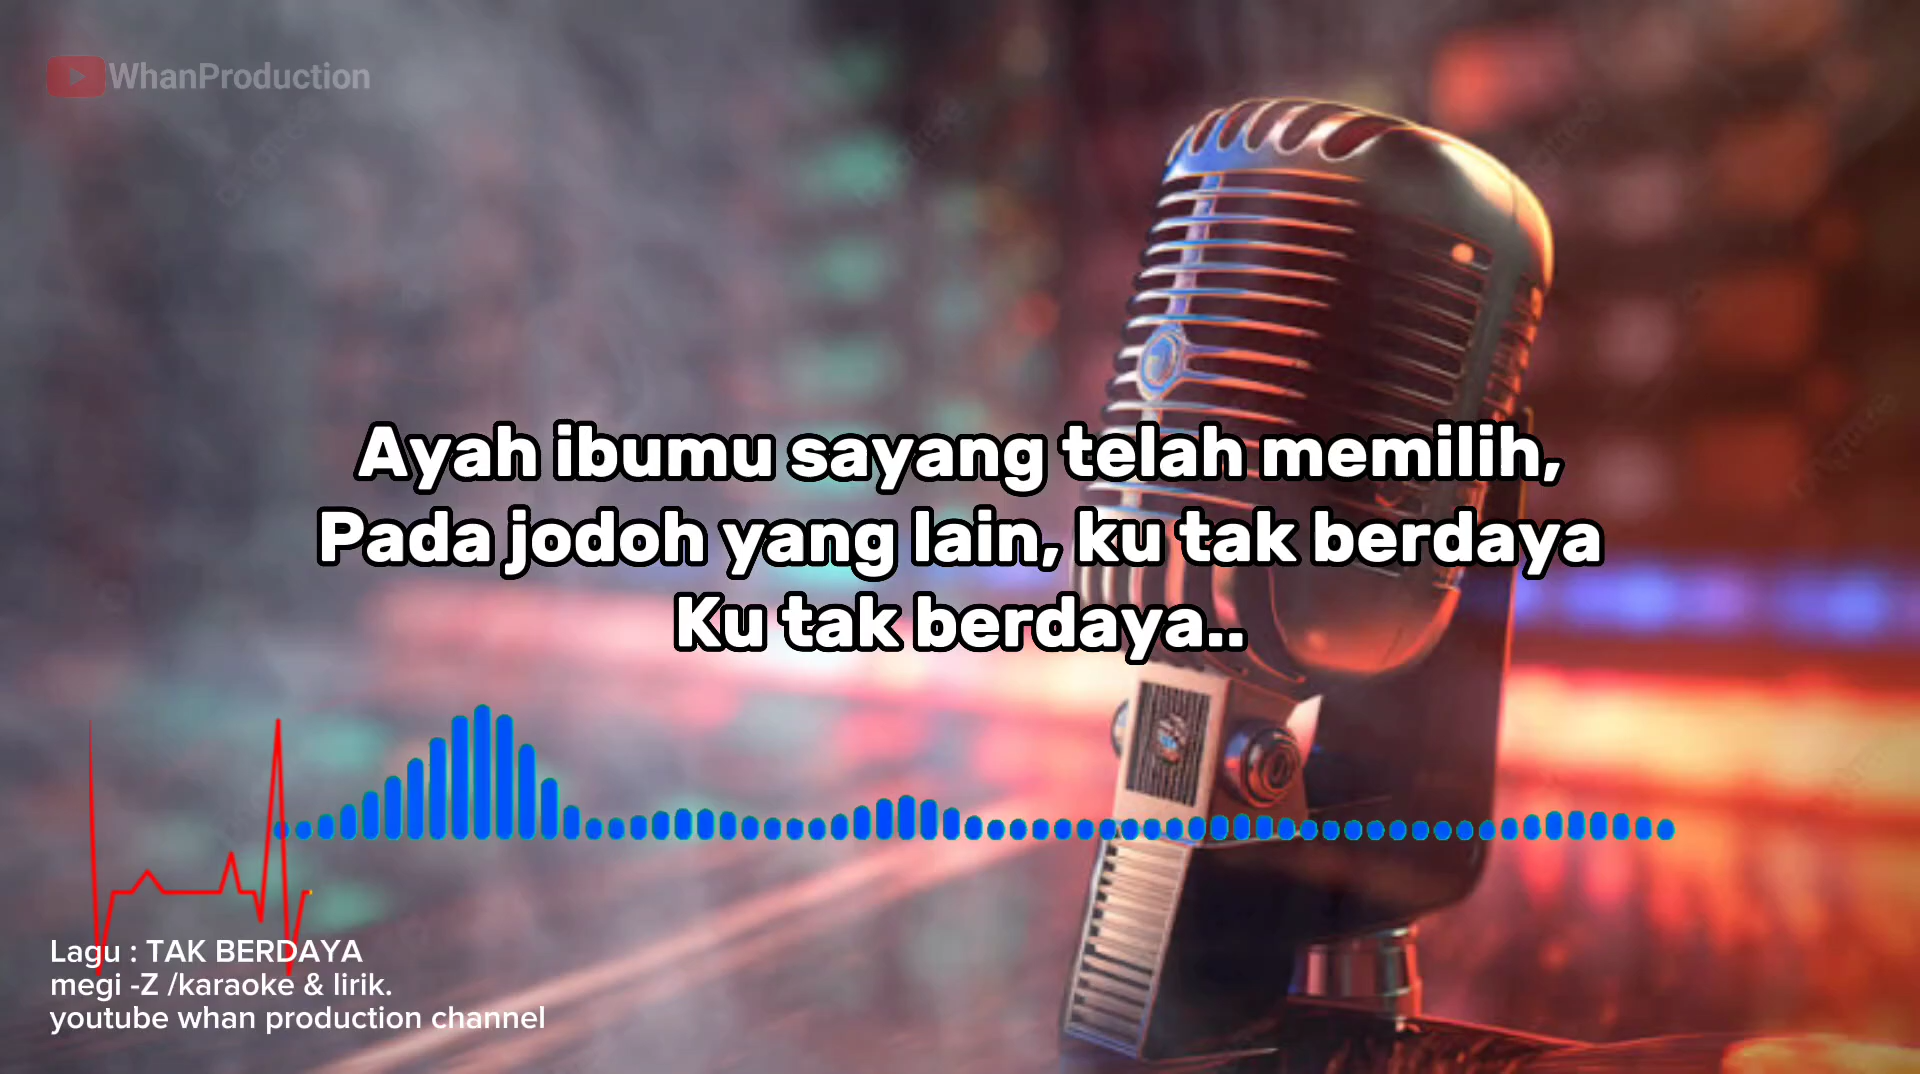 WhanProduction
Ayah ibumu sayang telah memilih,
Pada jodoh yang lain, ku tak berdaya
Ku tak berdaya..
Lagu : TAK BERDAYA
megi -Z /karaoke & lirik.
youtube whan production channel